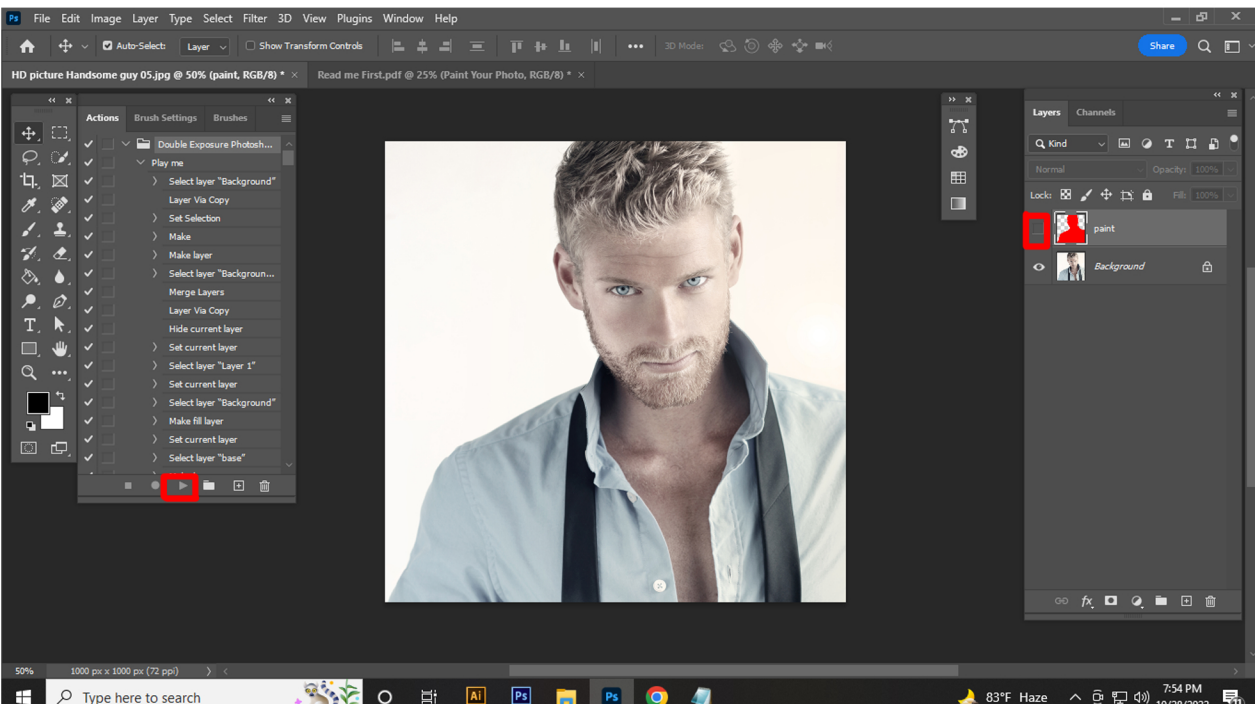 Ps File Edit Image Layer Type Select Filter 3D View Plugins Window Help
Auto-Select: Layer Show Transform Controls 3D Mode: Share
HD picture Handsome guy 05.jpg @ 50% (paint, RGB/8) * × Read me First.pdf @ 25% (Paint Your Photo, RGB/8) * ×
Actions Brush Settings Brushes
Double Exposure Photosh...
Play me
Select layer "Background"
Layer Via Copy
Set Selection
Make
Make layer
Select layer "Backgroun...
Merge Layers
Layer Via Copy
Hide current layer
Set current layer
Select layer "Layer 1"
Set current layer
Select layer "Background"
Make fill layer
Set current layer
Select layer "base"
Layers Channels
Kind
Normal Opacity: 100%
Lock: Fill: 100%
paint
Background
50% 1000 px x 1000 px (72 ppi)
Type here to search Ai Ps Ps 83°F Haze 7:54 PM